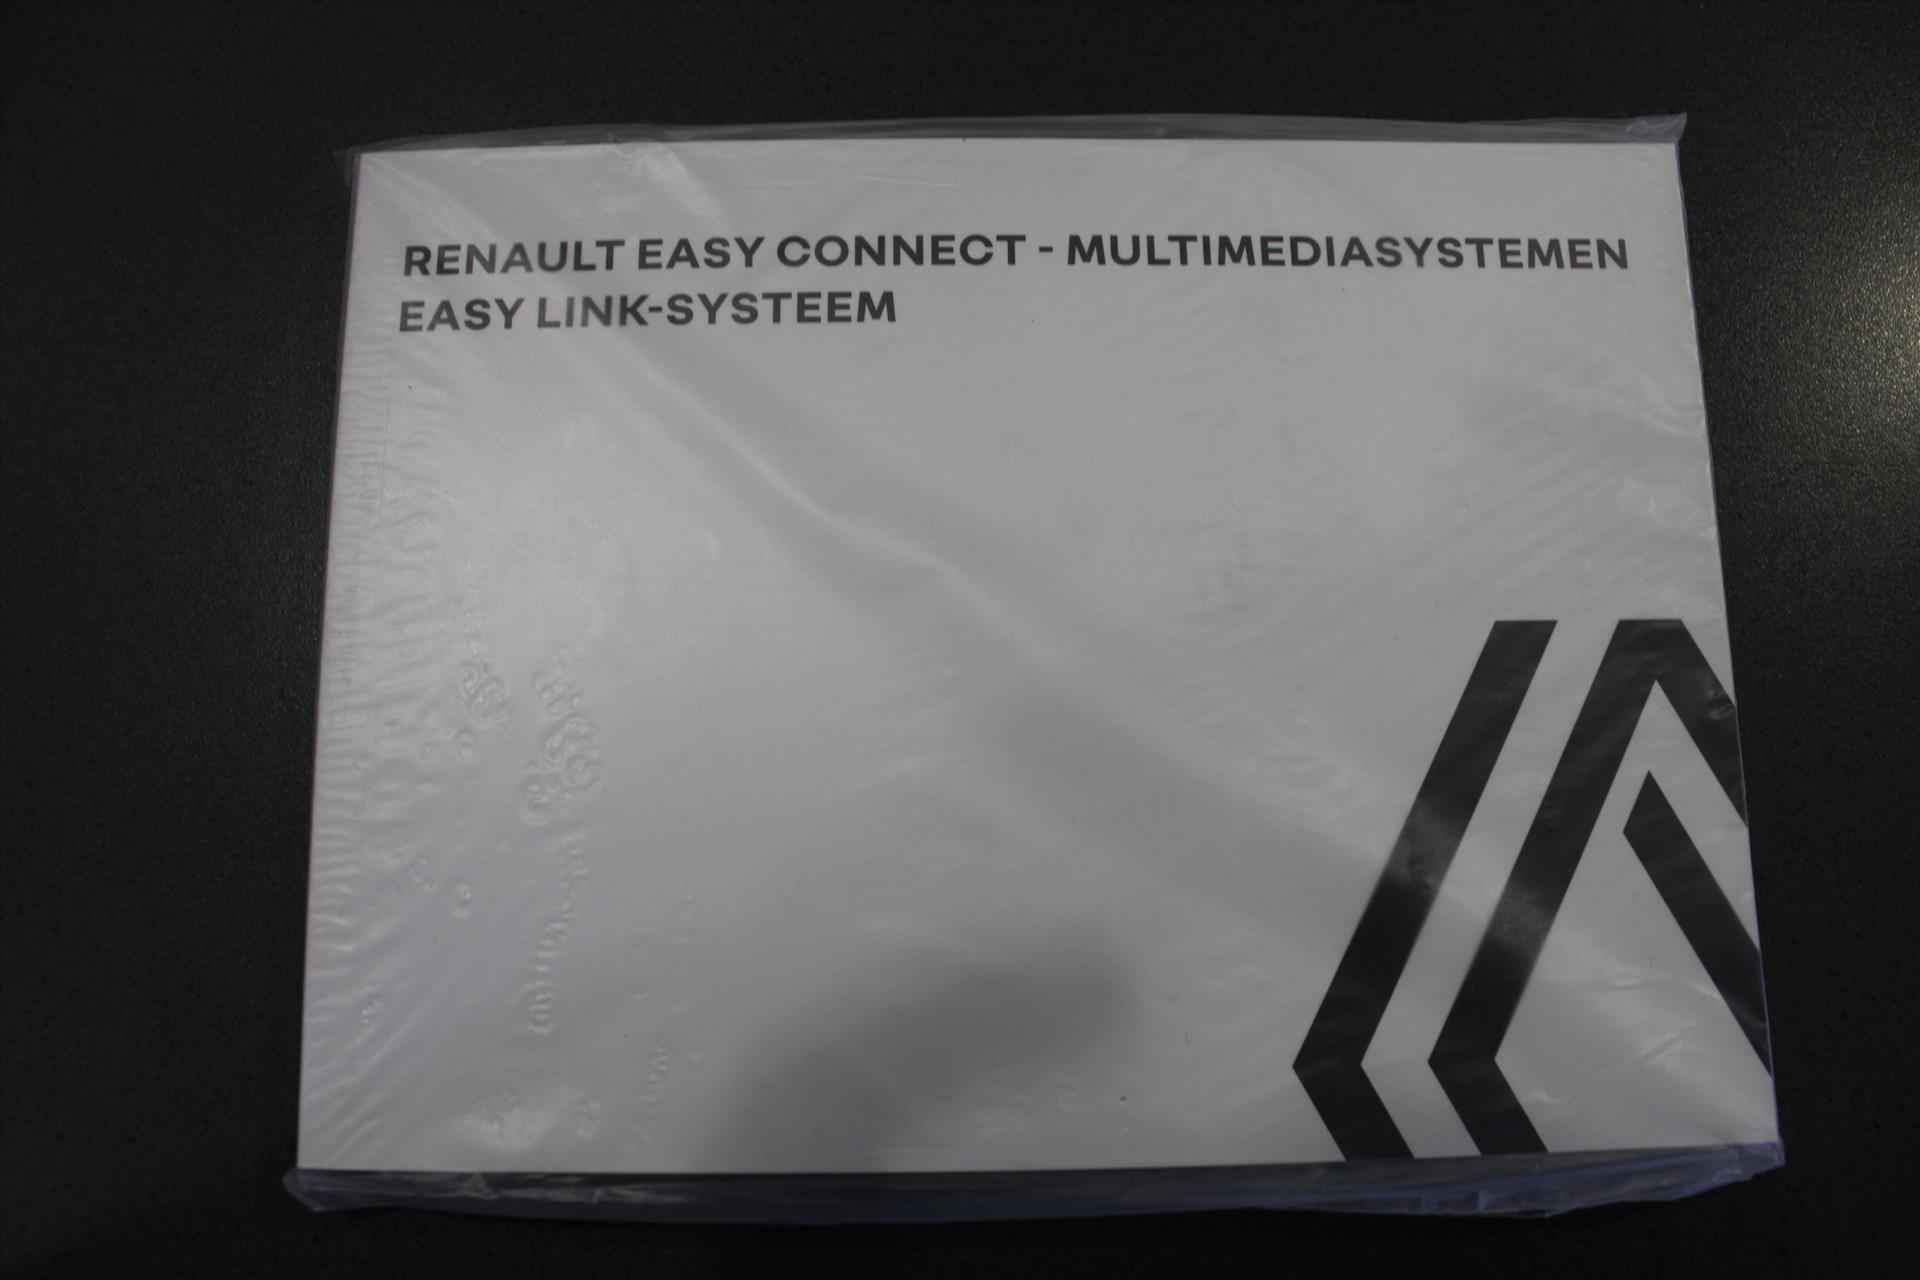 RENAULT EASY CONNECT - MULTIMEDIASYSTEMEN
EASY LINK-SYSTEEM